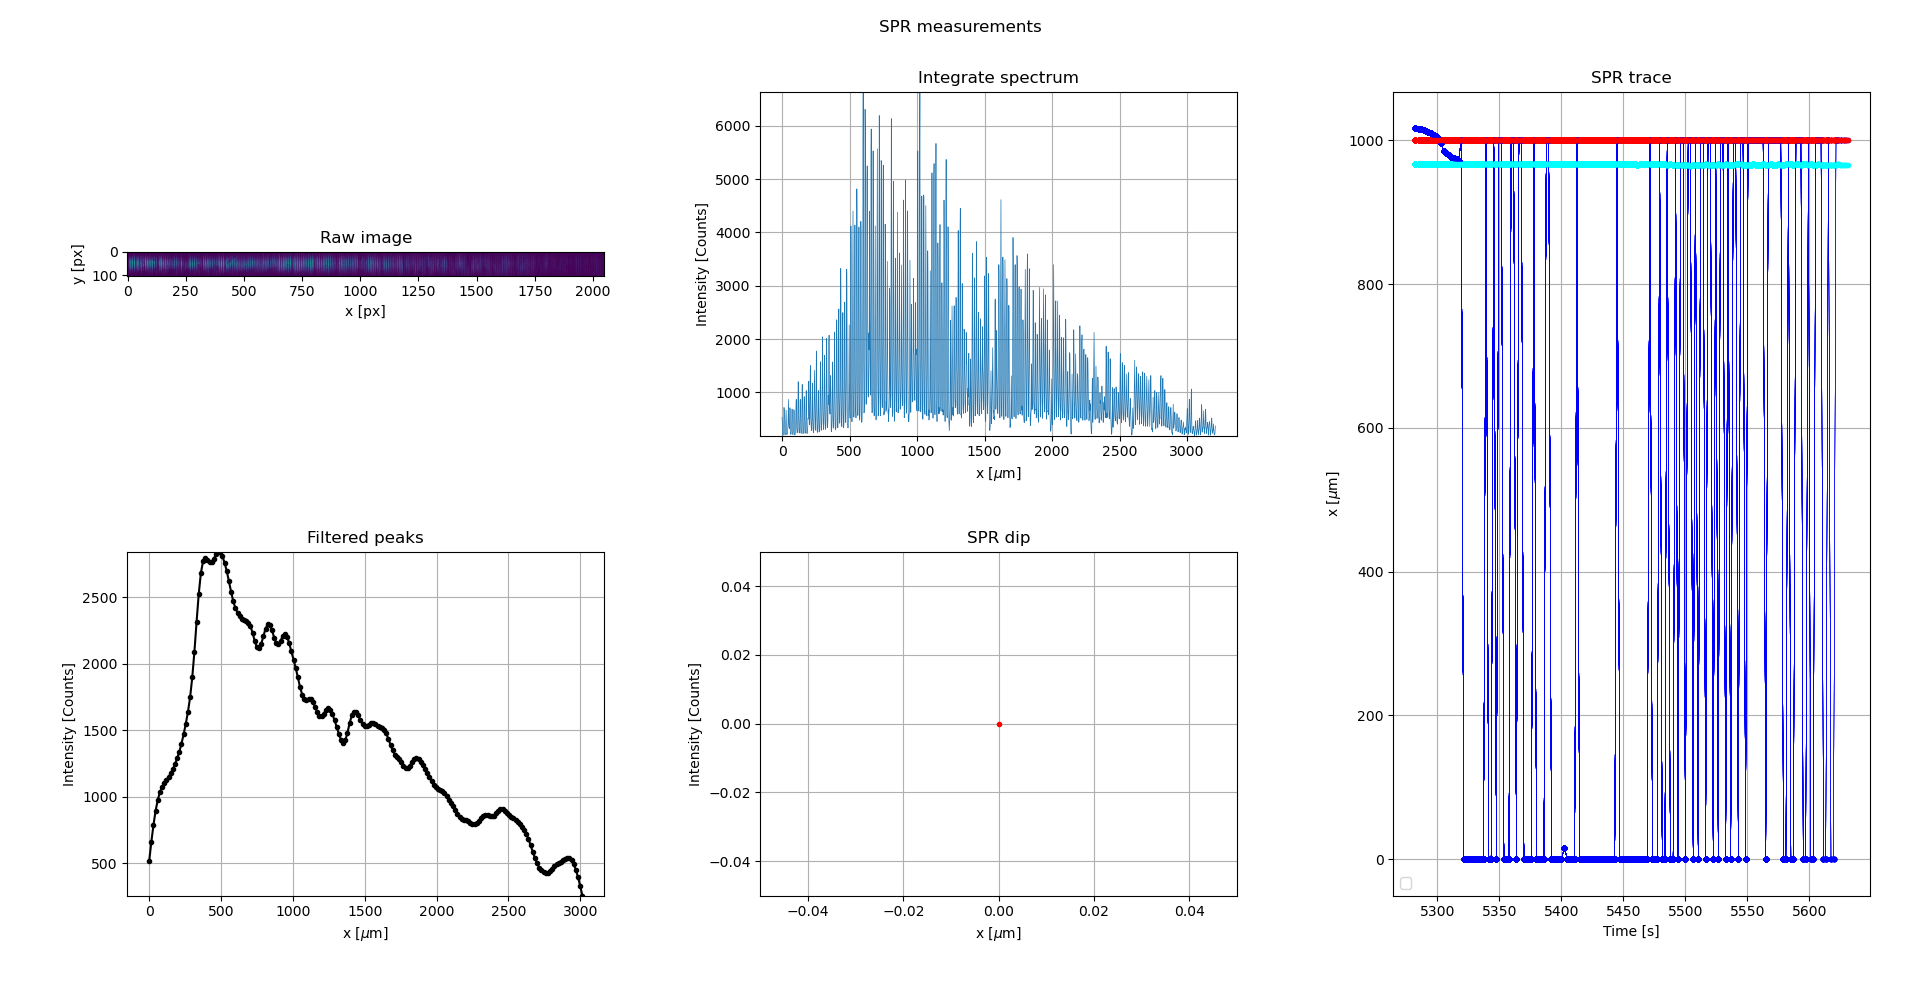 SPR measurements
Raw image
0
100
y [px]
0 250 500 750 1000 1250 1500 1750 2000
x [px]
Integrate spectrum
6000
5000
4000
3000
2000
1000
Intensity [Counts]
0 500 1000 1500 2000 2500 3000
x [μm]
SPR trace
1000
800
600
400
200
0
x [μm]
5300 5350 5400 5450 5500 5550 5600
Time [s]
Filtered peaks
2500
2000
1500
1000
500
Intensity [Counts]
0 500 1000 1500 2000 2500 3000
x [μm]
SPR dip
0.04
0.02
0.00
−0.02
−0.04
Intensity [Counts]
−0.04 −0.02 0.00 0.02 0.04
x [μm]